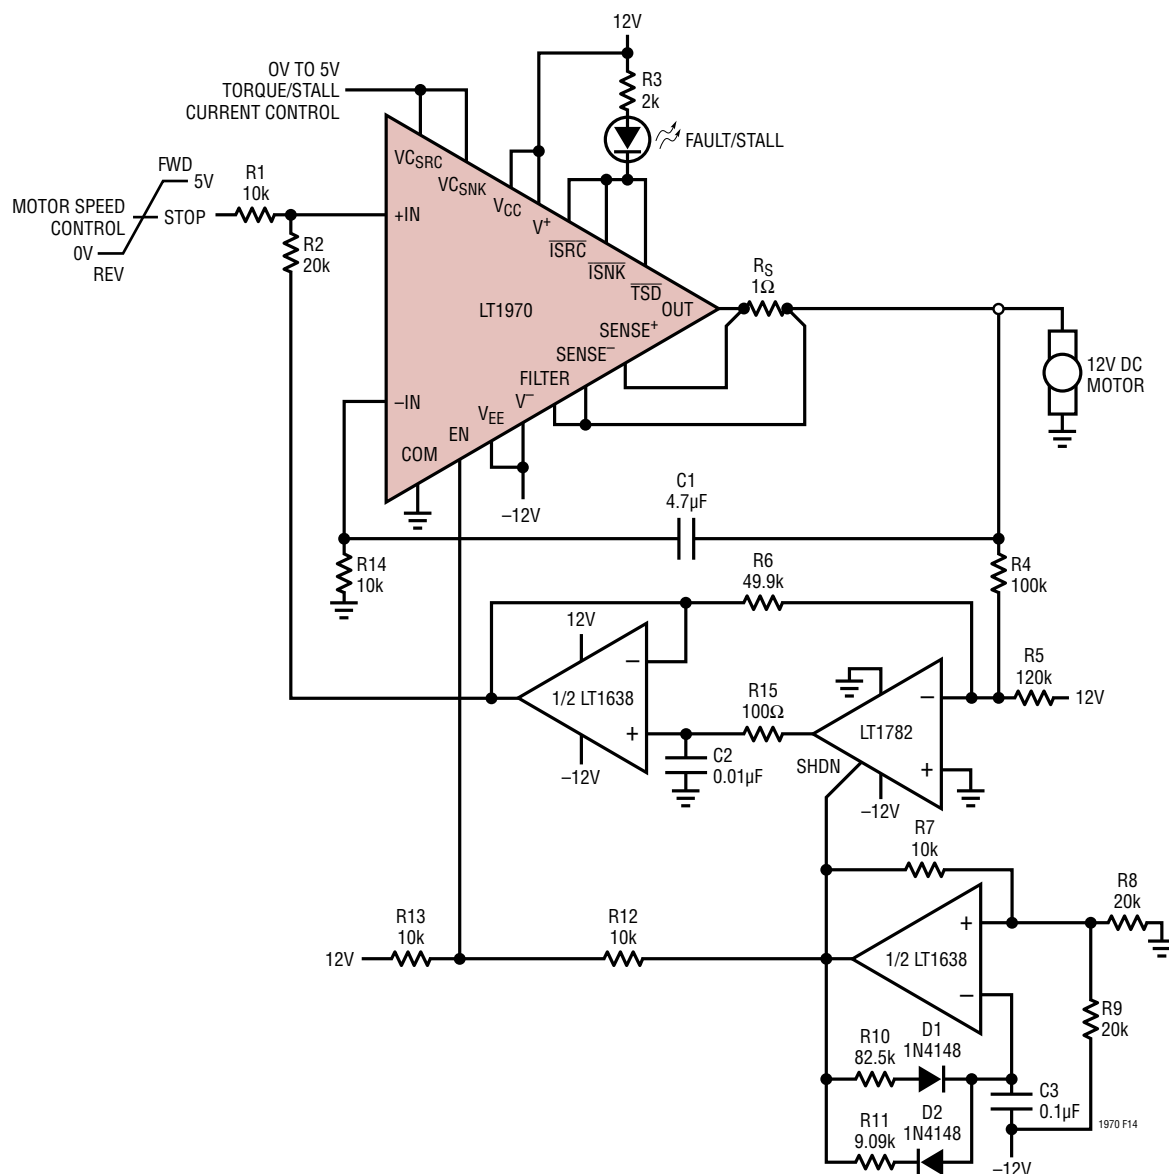 12V
0V TO 5V
TORQUE/STALL
CURRENT CONTROL
R3
2k
FAULT/STALL
VCSRC
VCSNK
VCC
V+
ISRC
ISNK
TSD
OUT
FWD
5V
MOTOR SPEED
CONTROL
STOP
0V
REV
R1
10k
R2
20k
+IN
LT1970
RS
1Ω
SENSE+
SENSE–
FILTER
V–
VEE
EN
–IN
COM
12V DC
MOTOR
–12V
C1
4.7µF
R14
10k
R6
49.9k
R4
100k
12V
–
1/2 LT1638
+
–12V
R15
100Ω
C2
0.01µF
–
LT1782
+
SHDN
–12V
R5
120k
12V
R7
10k
R8
20k
R13
10k
12V
R12
10k
+
1/2 LT1638
–
R9
20k
R10
82.5k
D1
1N4148
R11
9.09k
D2
1N4148
C3
0.1µF
–12V
1970 F14